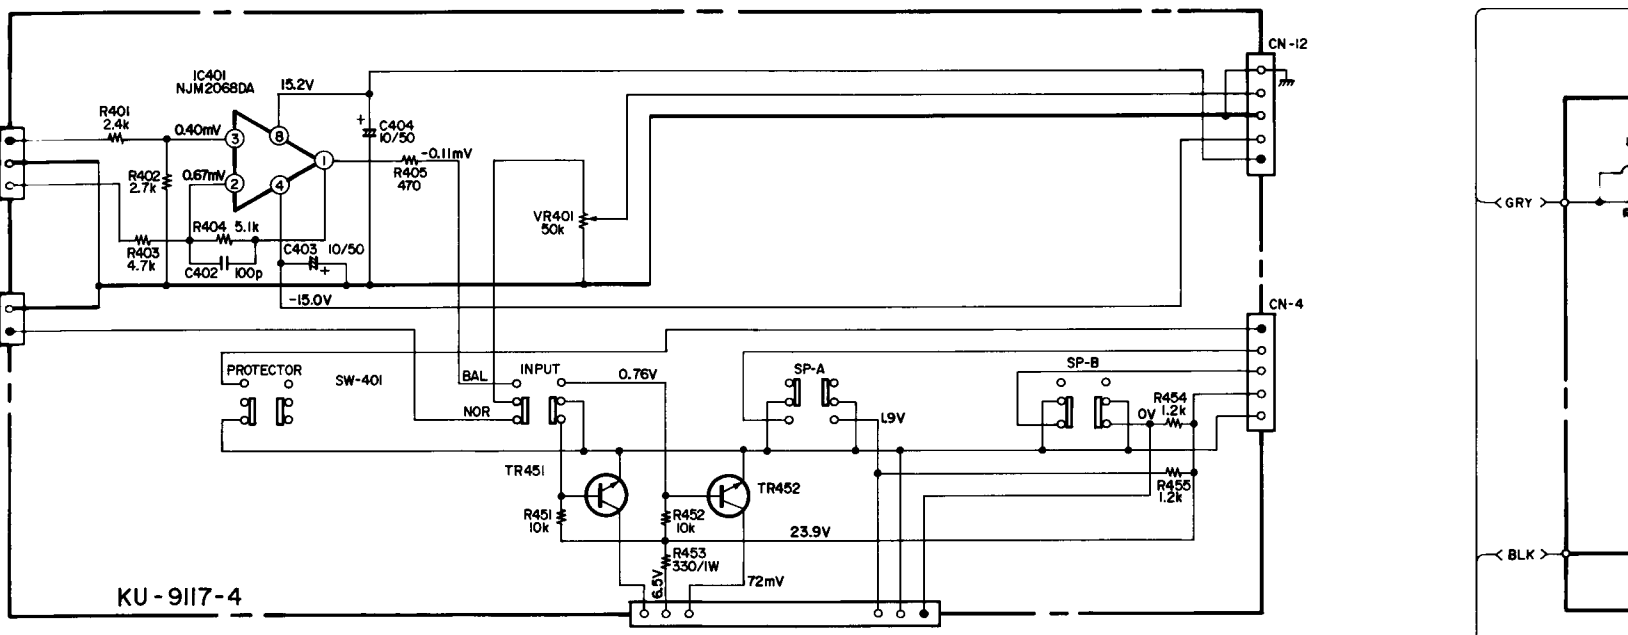 CN-12
IC401
NJM2068DA
15.2V
R401
2.4k
0.40mV
3
8
+
C404
10/50
1
-0.11mV
R405
470
R402
2.7k
0.67mV
2
4
VR401
50k
GRY
R404 5.1k
R403
4.7k
C403 10/50
+
C402 100p
-15.0V
CN-4
PROTECTOR
SW-401
BAL
INPUT
0.76V
SP-A
SP-B
NOR
1.9V
0V
R454
1.2k
TR451
TR452
R455
1.2k
R451
10k
R452
10k
23.9V
R453
330/1W
6.5V
72mV
BLK
KU-9117-4